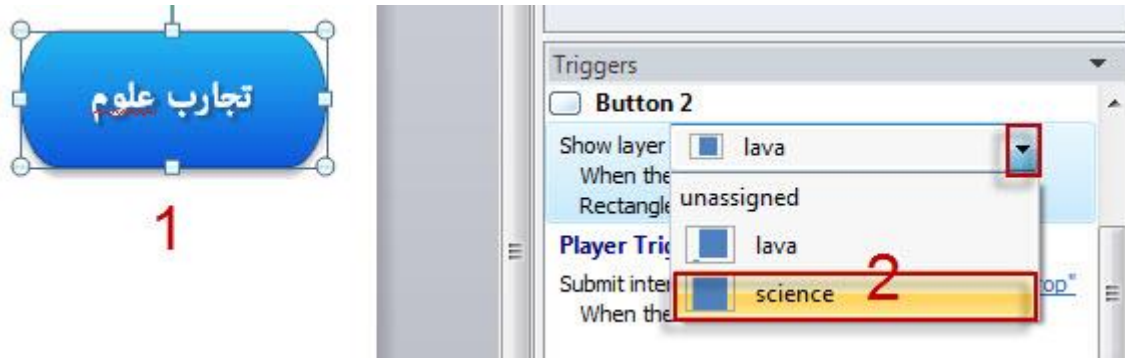 تجارب علوم
1
Triggers
Button 2
Show layer
lava
When the
Rectangle
unassigned
lava
science
2
Player Trig
Submit inter
rop"
When the